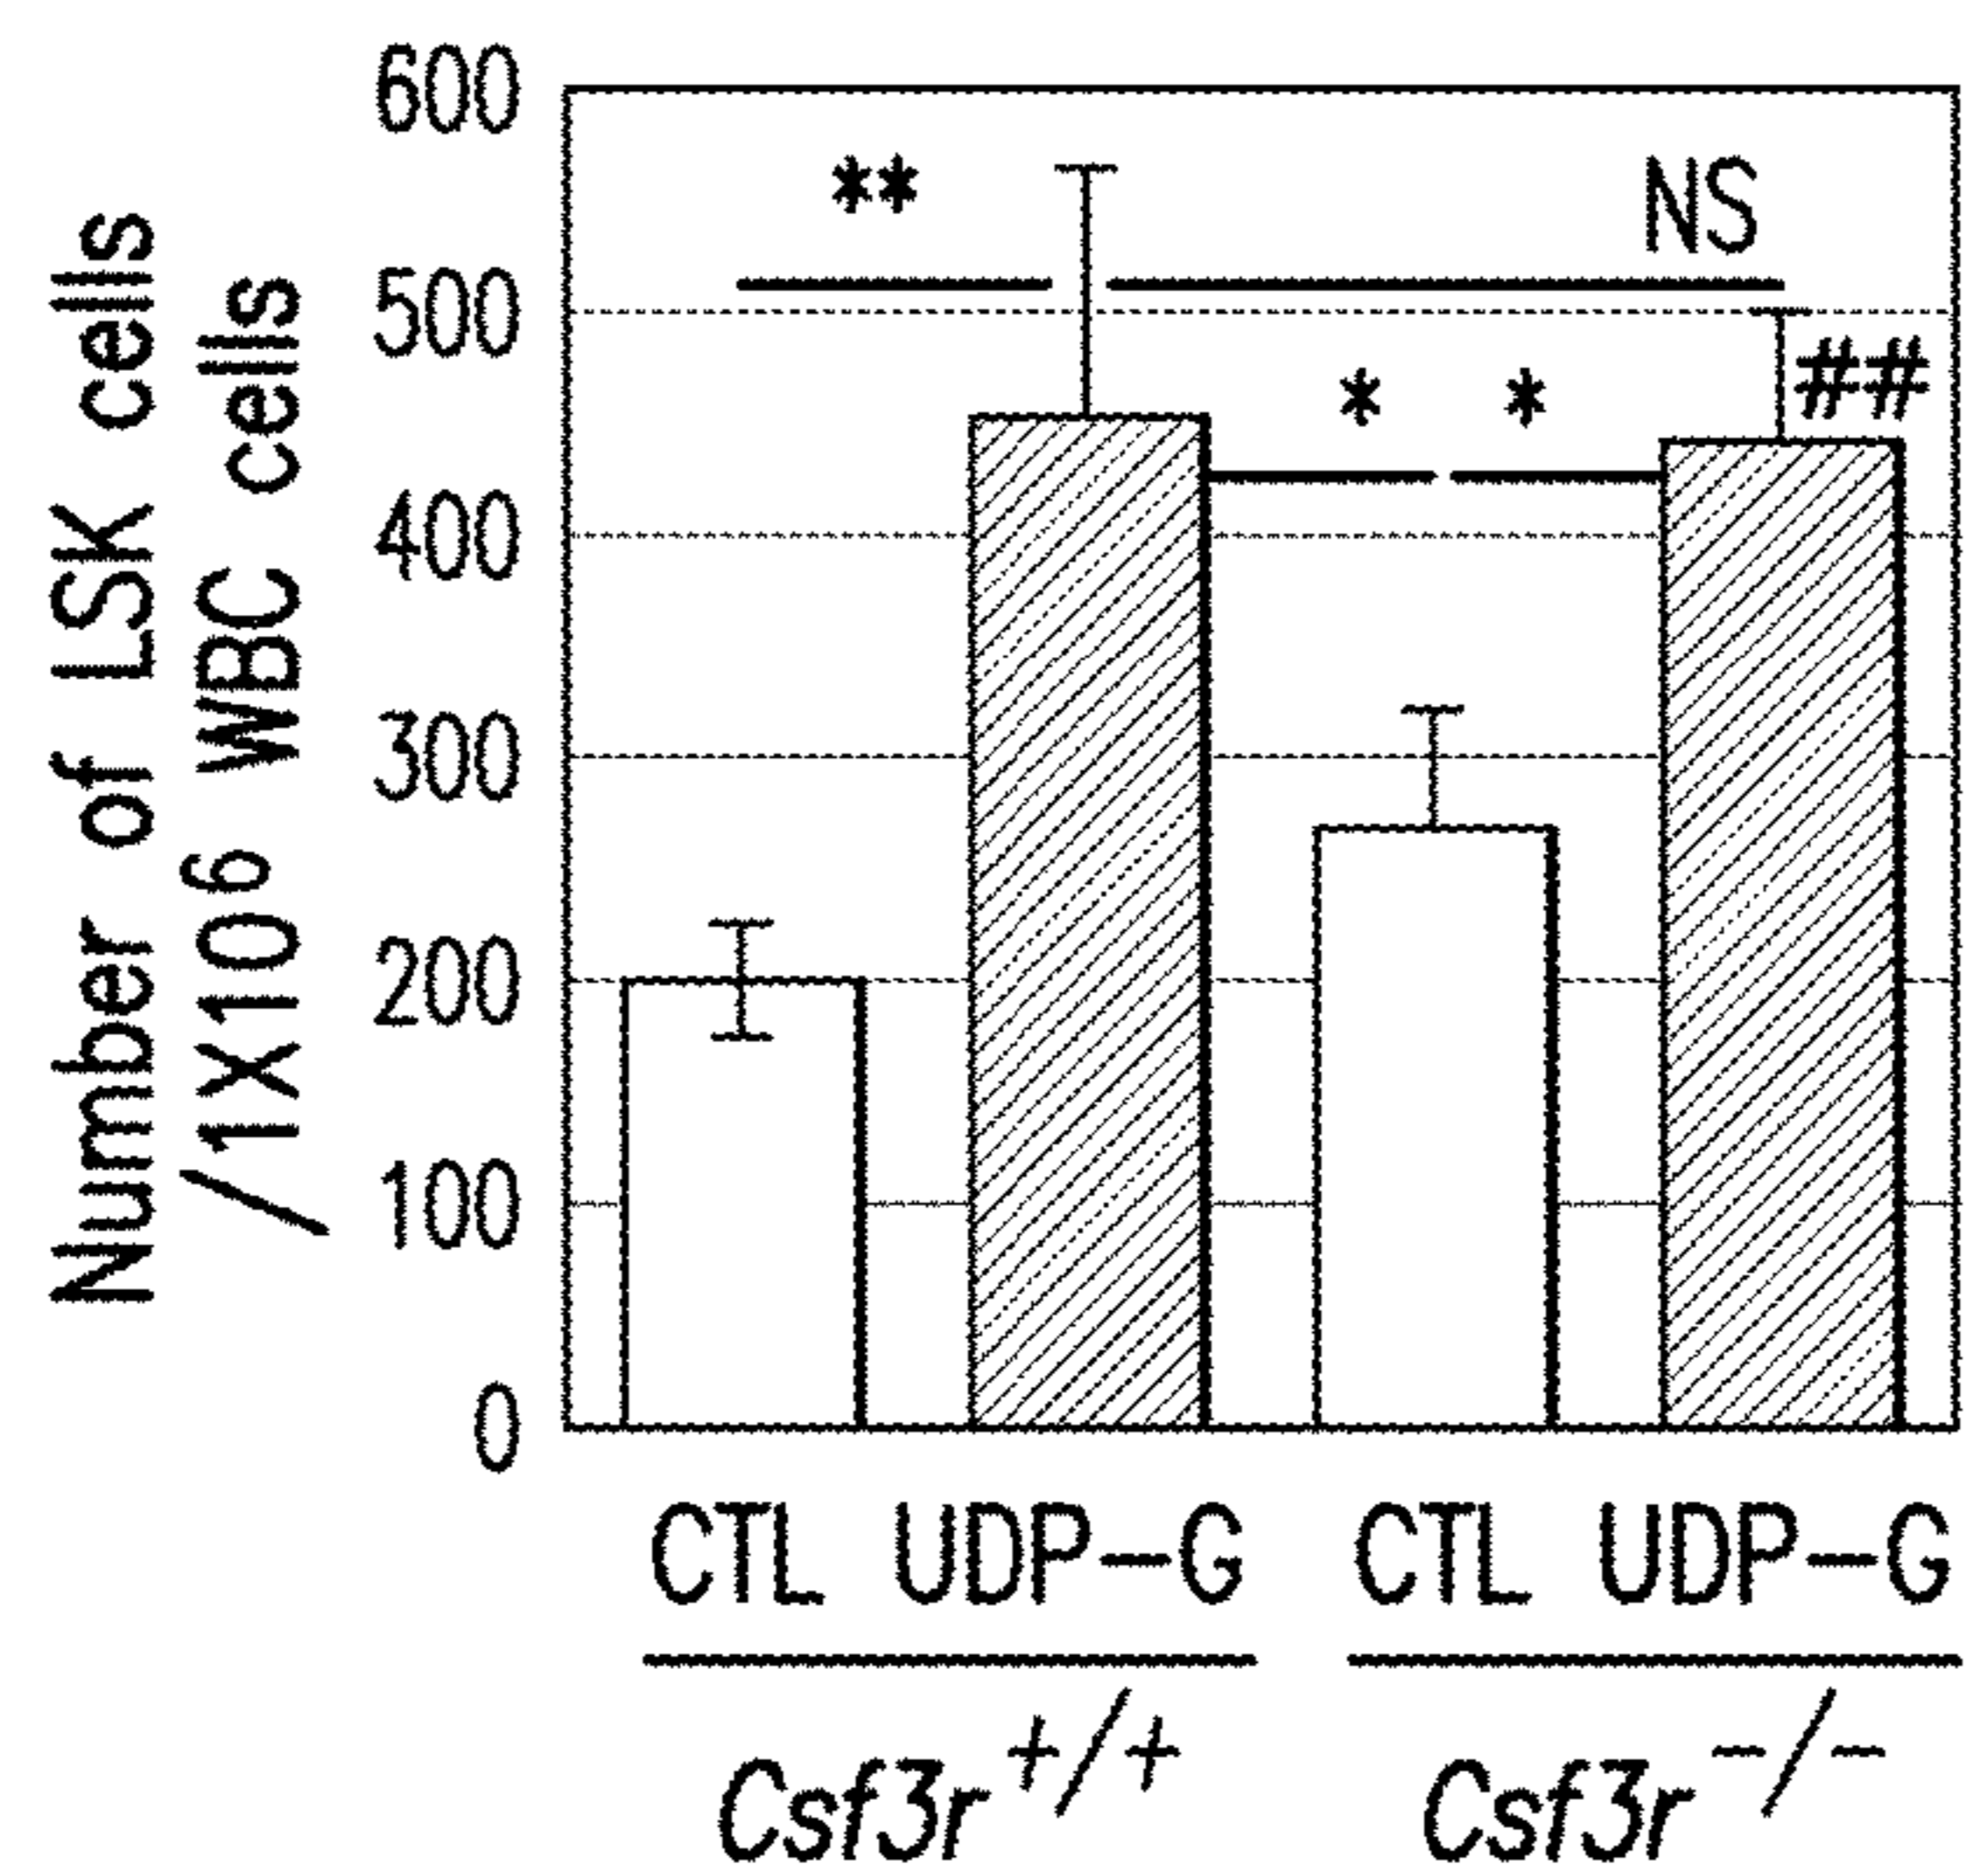 Number of LSK cells
/1X106 WBC cells
600
500
400
300
200
100
0
**
NS
* *
##
CTL UDP-G CTL UDP-G
Csf3r+/+ Csf3r-/-